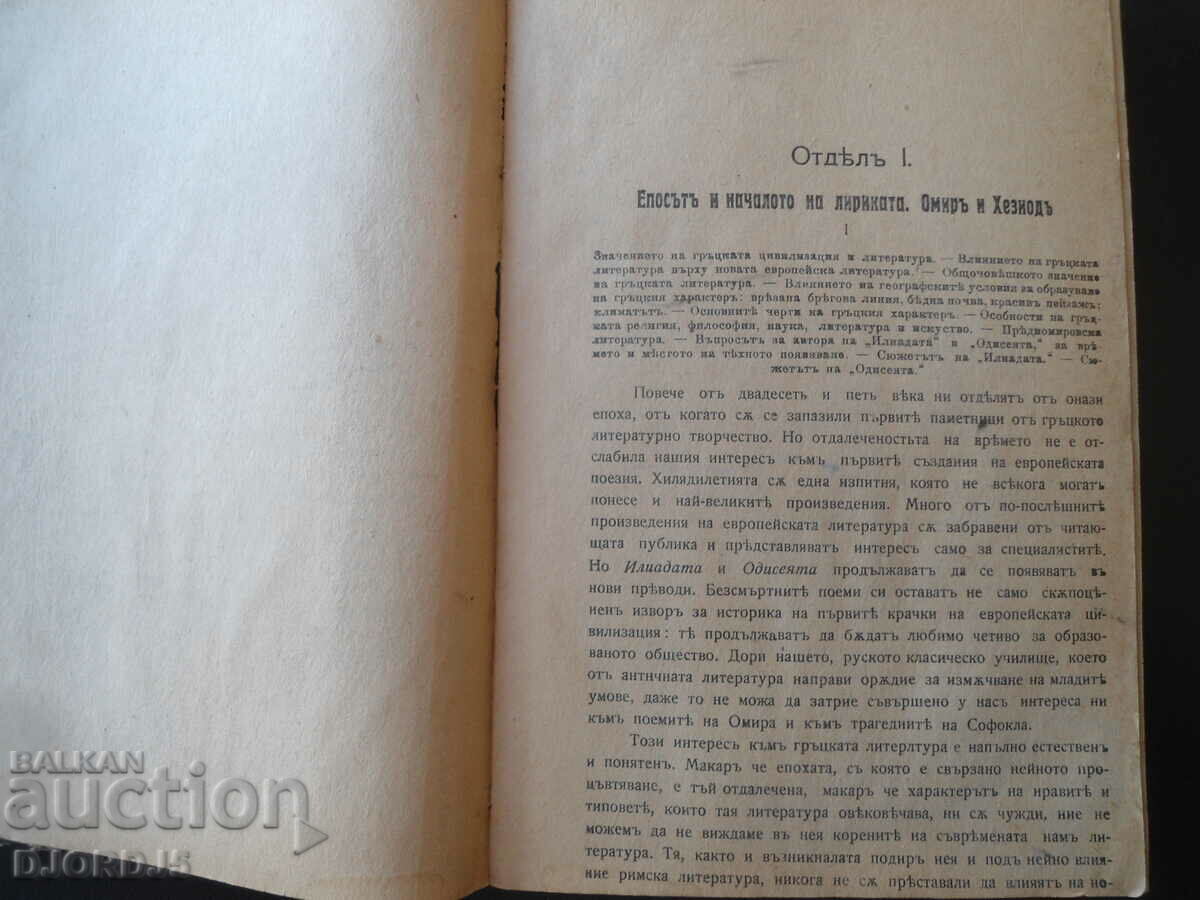 Отдѣлъ I.
Епосътъ и началото на лириката. Омиръ и Хезиодъ
I
Значението на гръцката цивилизация и литература. — Влиянието на гръцката
литература върху новата европейска литература. — Общочовѣшкото значение
на гръцката литература. — Влиянието на географскитѣ условия за образуване
на гръцкия характеръ: врѣзана брѣгова линия, бѣдна почва, красивъ пейзажъ;
климатътъ. — Основнитѣ черти на гръцкия характеръ. — Особности на гръц-
ката религия, философия, наука, литература и искуство. — Прѣдиомировска
литература. — Въпросътъ за автора на „Илиадата“ и „Одисеята,“ за врѣ-
мето и мѣстото на тѣхното появяване. — Сюжетътъ на „Илиадата.“ — Сю-
жетътъ на „Одисеята.“
Повече отъ двадесеть и петь вѣка ни отдѣлятъ отъ онази
епоха, отъ когато сѫ се запазили първитѣ паметници отъ гръцкото
литературно творчество. Но отдалеченостьта на врѣмето не е от-
слабила нашия интересъ към първитѣ създания на европейската
поезия. Хилядилетията сѫ една изпитня, която не всѣкога могатъ
понесе и най-великитѣ произведения. Много отъ по-послѣшнитѣ
произведения на европейската литература сѫ забравени отъ читаю-
щата публика и прѣдставляватъ интересъ само за специалиститѣ.
Но Илиадата и Одисеята продължаватъ да се появяватъ въ
нови прѣводи. Безсмъртнитѣ поеми си оставатъ не само скѫпоцѣ-
ненъ изворъ за историка на първитѣ крачки на европейската ци-
вилизация: тѣ продължаватъ да бѫдатъ любимо четиво за образо-
ваното общество. Дори нашето, руското класическо училище, което
отъ античната литература направи орѫдие за измѫчване на младитѣ
умове, даже то не можа да затрие съвършено у насъ интереса ни
към поемитѣ на Омира и къмъ трагедиитѣ на Софокла.
Този интересъ къмъ гръцката литерлтура е напълно естественъ
и понятенъ. Макаръ че епохата, съ която е свързано нейното про-
цъвтяване, е тъй отдалечена, макаръ че характерътъ на нравитѣ и
типоветѣ, които тая литература овѣковѣчава, ни сѫ чужди, ние не
можемъ да не виждаме въ нея коренитѣ на съврѣмената намъ ли-
тература. Тя, както и възникналата подиръ нея и подъ нейно влия-
ние римска литература, никога не сѫ прѣставали да влияятъ на но-
BALKAN
auction
DJORDJ5